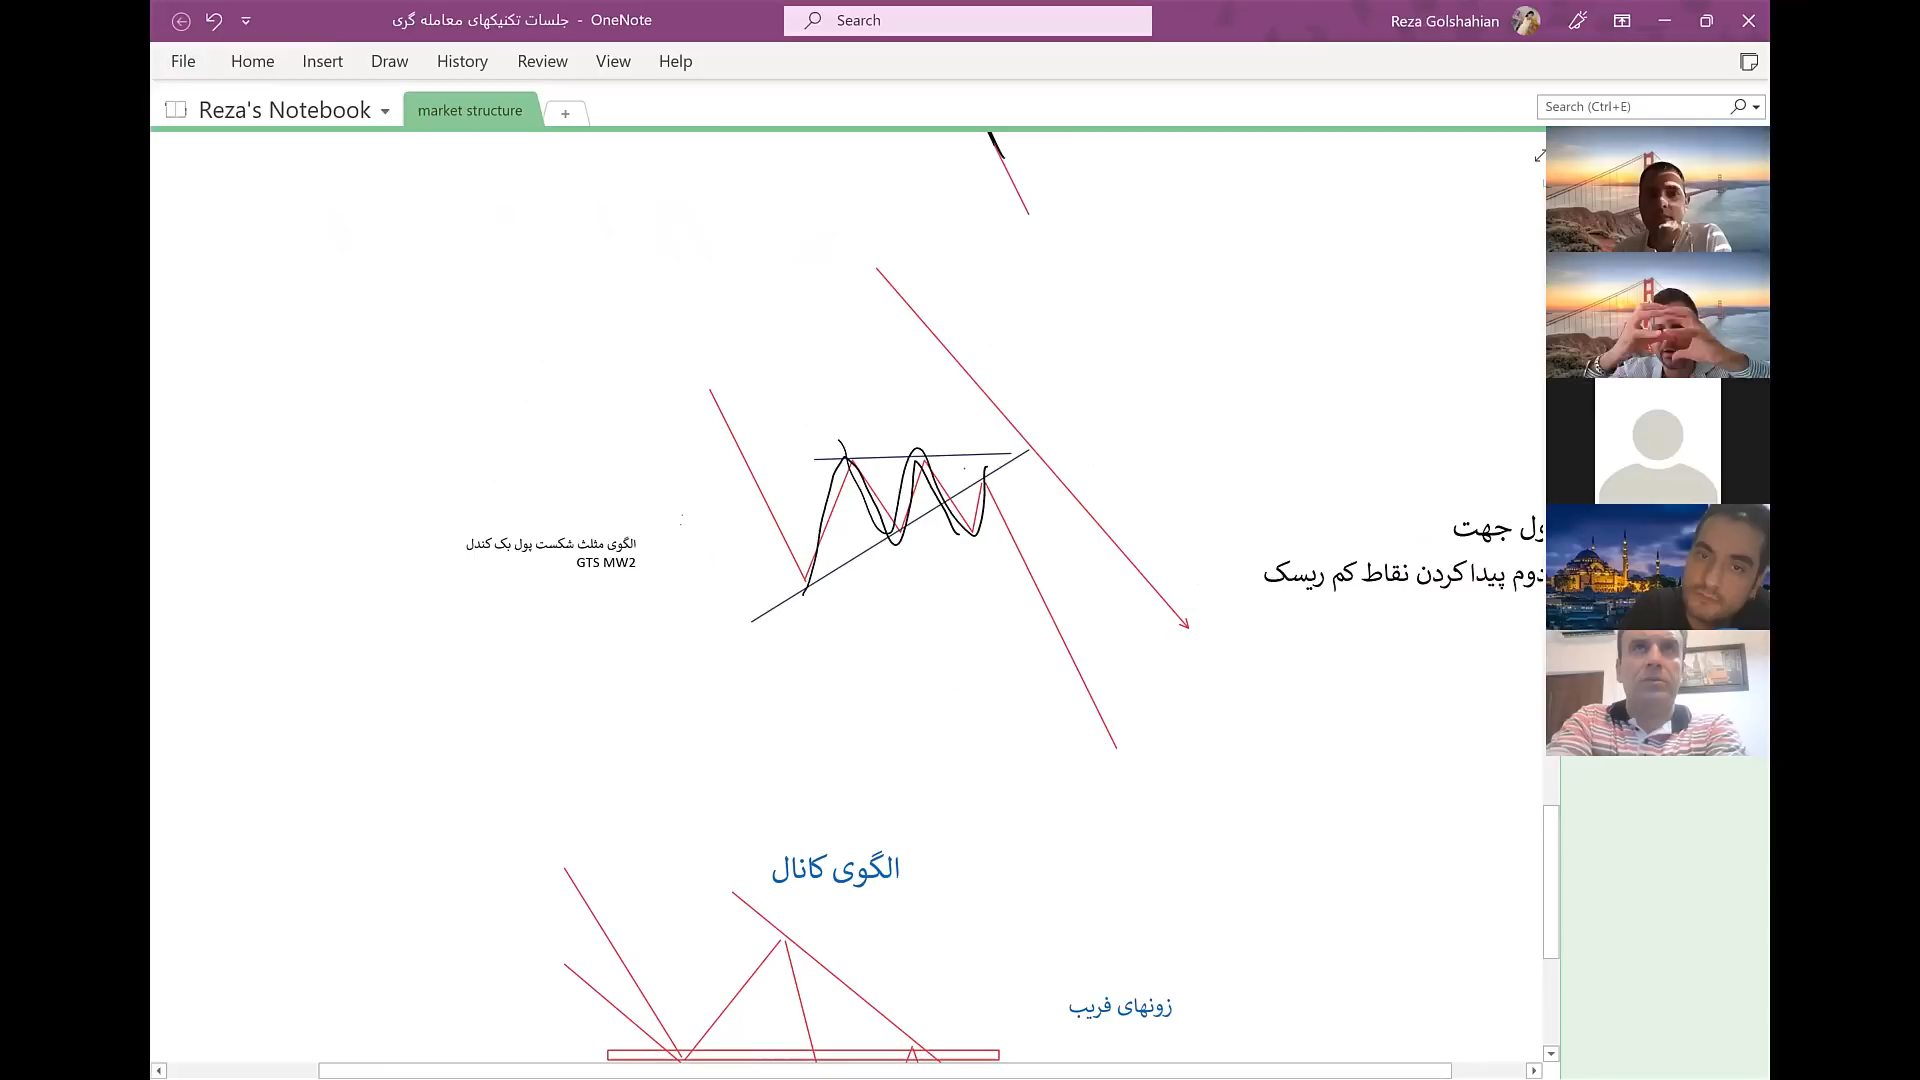 جلسات تکنیکهای معامله گری - OneNote
Search
Reza Golshahian
File Home Insert Draw History Review View Help
Reza's Notebook
market structure
+
Search (Ctrl+E)
الگوی مثلث شکست پول بک کندل
GTS MW2
جهت
پیدا کردن نقاط کم ریسک
الگوی کانال
زونهای فریب